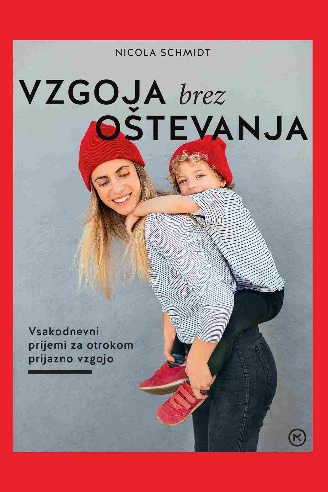 NICOLA SCHMIDT
VZGOJA brez
OŠTEVANJA
Vsakodnevni
prijemi za otrokom
prijazno vzgojo
M